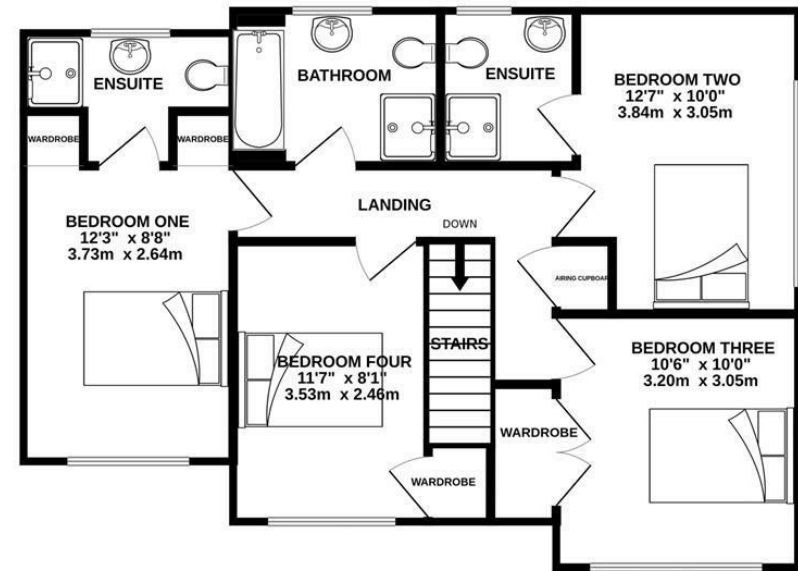 ENSUITE
BATHROOM
ENSUITE
BEDROOM TWO
12'7" x 10'0"
3.84m x 3.05m
WARDROBE
WARDROBE
BEDROOM ONE
12'3" x 8'8"
3.73m x 2.64m
LANDING
DOWN
AIRING CUPBOAR
STAIRS
BEDROOM FOUR
11'7" x 8'1"
3.53m x 2.46m
BEDROOM THREE
10'6" x 10'0"
3.20m x 3.05m
WARDROBE
WARDROBE